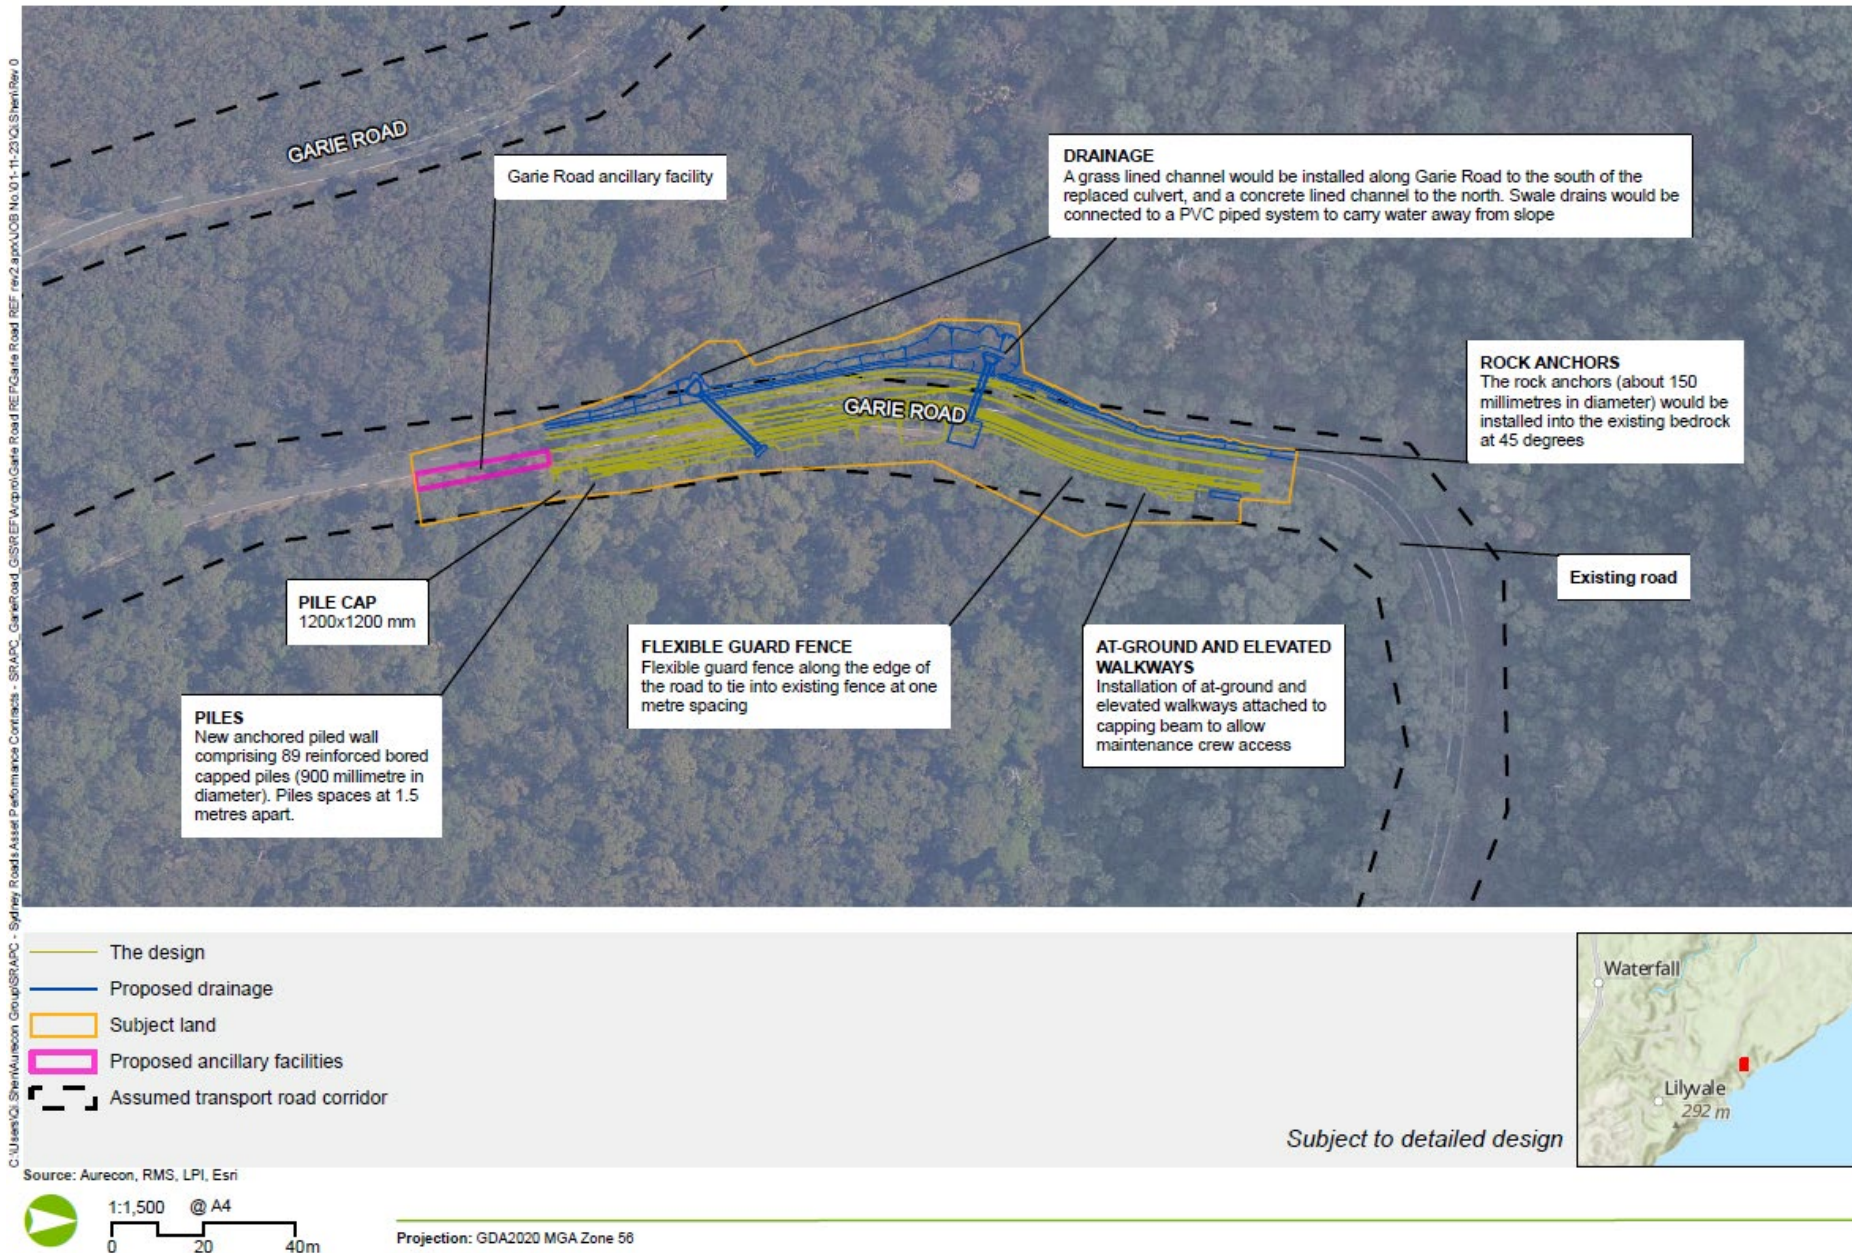 GARIE ROAD
Garie Road ancillary facility
DRAINAGE
A grass lined channel would be installed along Garie Road to the south of the
replaced culvert, and a concrete lined channel to the north. Swale drains would be
connected to a PVC piped system to carry water away from slope
GARIE ROAD
ROCK ANCHORS
The rock anchors (about 150
millimetres in diameter) would be
installed into the existing bedrock
at 45 degrees
Existing road
PILE CAP
1200x1200 mm
PILES
New anchored piled wall
comprising 89 reinforced bored
capped piles (900 millimetre in
diameter). Piles spaces at 1.5
metres apart.
FLEXIBLE GUARD FENCE
Flexible guard fence along the edge of
the road to tie into existing fence at one
metre spacing
AT-GROUND AND ELEVATED
WALKWAYS
Installation of at-ground and
elevated walkways attached to
capping beam to allow
maintenance crew access
The design
Proposed drainage
Subject land
Proposed ancillary facilities
Assumed transport road corridor
Subject to detailed design
Waterfall
Lilyvale
292 m
Source: Aurecon, RMS, LPI, Esri
1:1,500 @ A4
0 20 40m
Projection: GDA2020 MGA Zone 56